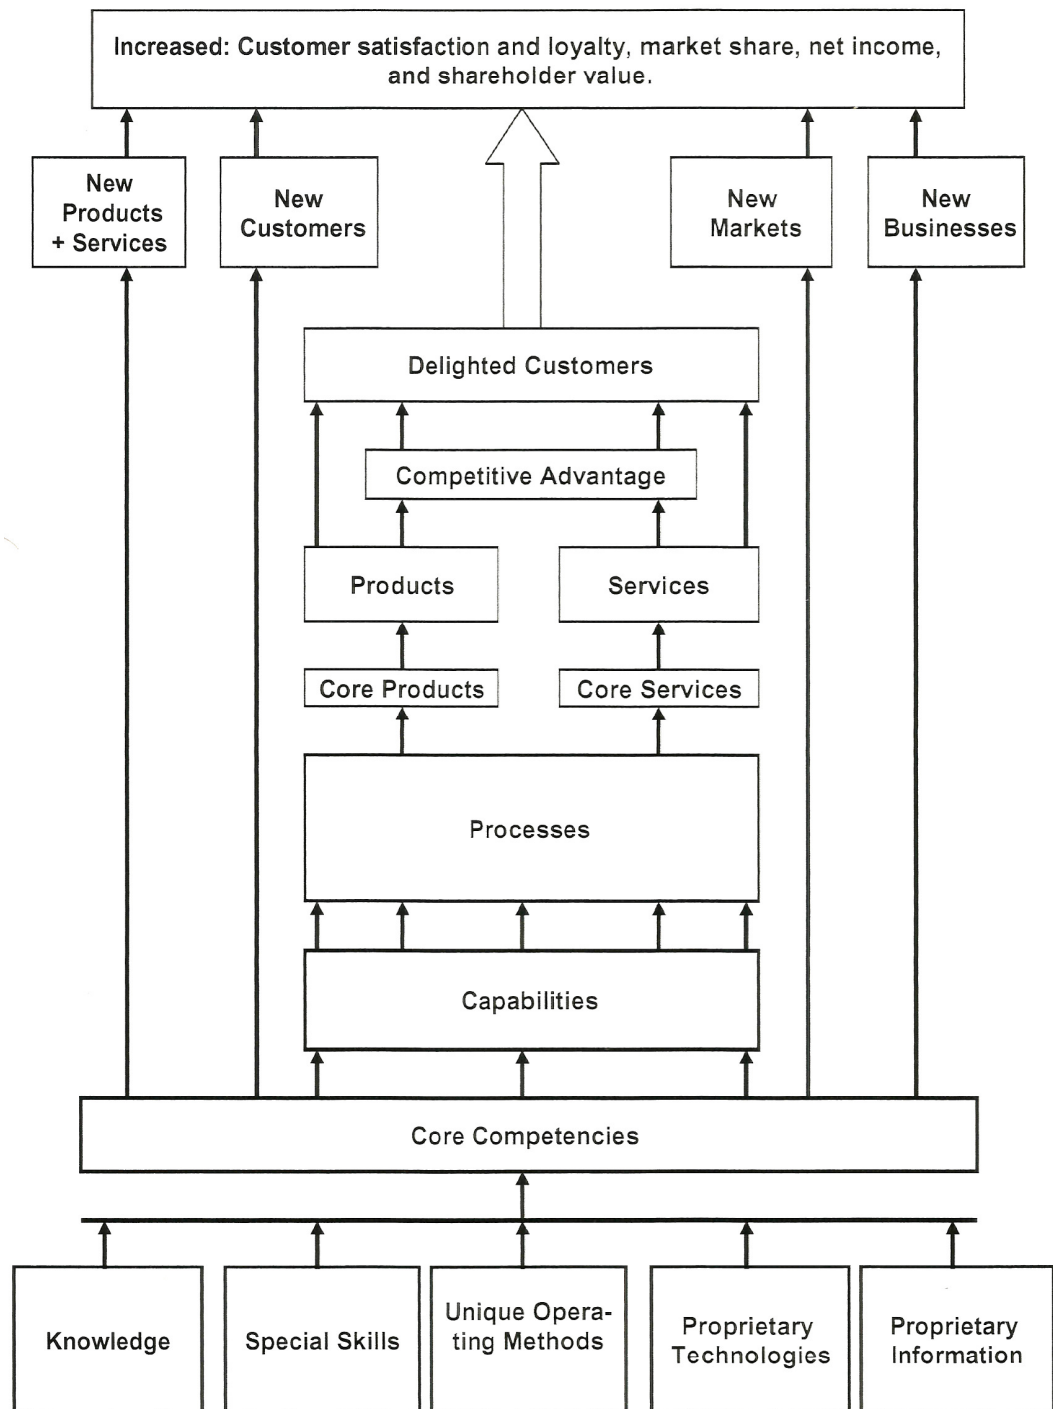 Increased: Customer satisfaction and loyalty, market share, net income,
and shareholder value.
New
Products
+ Services
New
Customers
New
Markets
New
Businesses
Delighted Customers
Competitive Advantage
Products
Services
Core Products
Core Services
Processes
Capabilities
Core Competencies
Knowledge
Special Skills
Unique Opera-
ting Methods
Proprietary
Technologies
Proprietary
Information